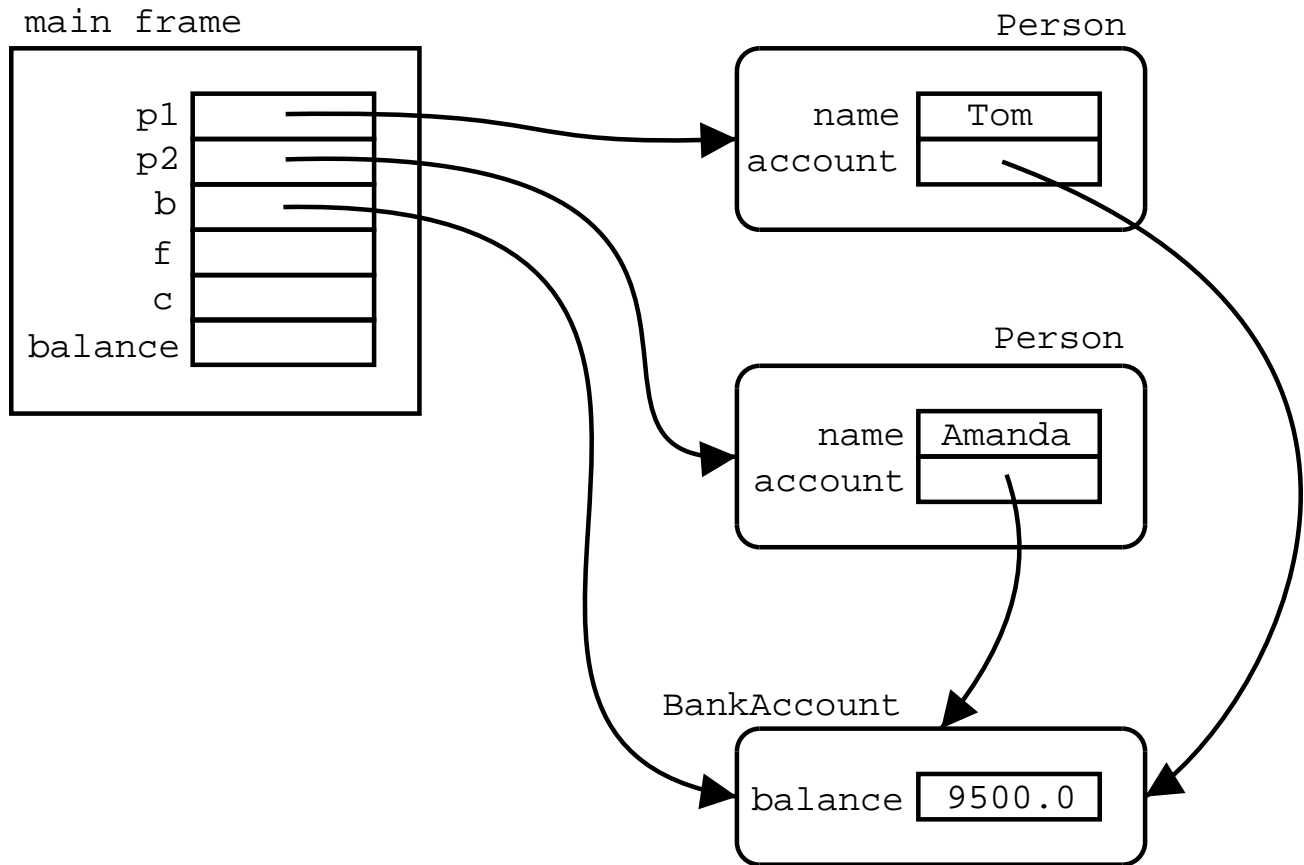 main frame
p1
p2
b
f
c
balance
Person
name Tom
account
Person
name Amanda
account
BankAccount
balance 9500.0